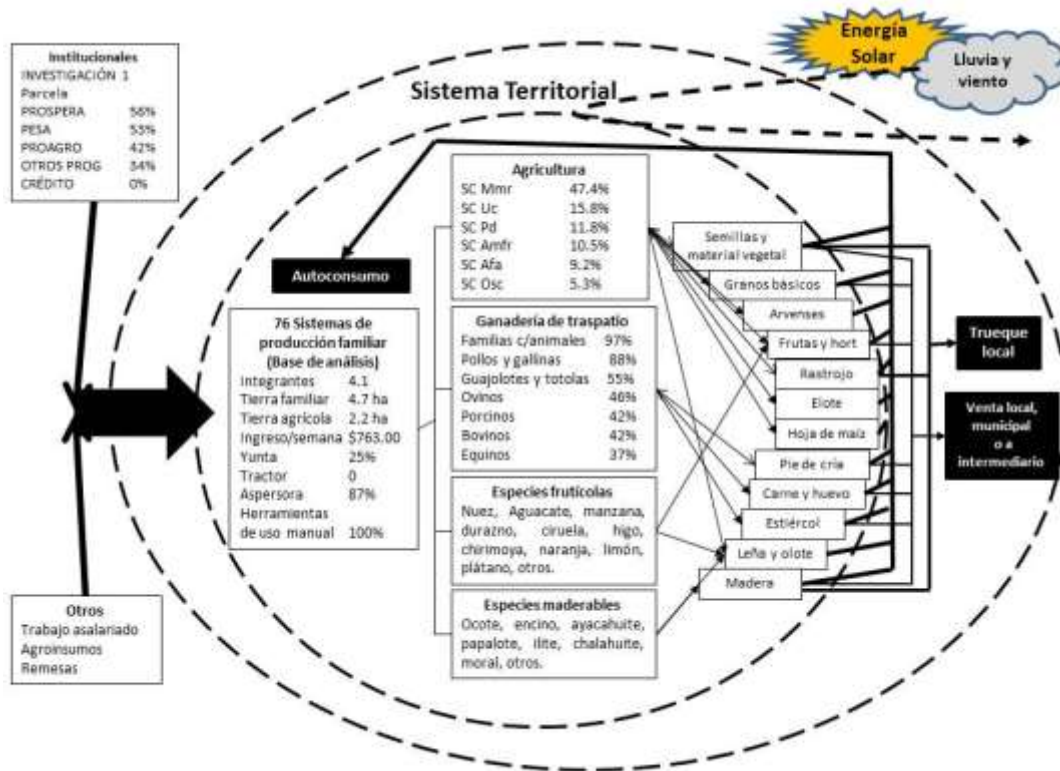 Institucionales
INVESTIGACIÓN 1
Parcela
PROSPERA 56%
PESA 53%
PROAGRO 42%
OTROS PROG 34%
CRÉDITO 0%
Energía
Solar
Lluvia y
viento
Sistema Territorial
Autoconsumo
76 Sistemas de
producción familiar
(Base de análisis)
Integrantes 4.1
Tierra familiar 4.7 ha
Tierra agrícola 2.2 ha
Ingreso/semana $763.00
Yunta 25%
Tractor 0
Aspersora 87%
Herramientas
de uso manual 100%
Agricultura
SC Mmr 47.4%
SC Uc 15.8%
SC Pd 11.8%
SC Amfr 10.5%
SC Afa 9.2%
SC Osc 5.3%
Ganadería de traspatio
Familias c/animales 97%
Pollos y gallinas 88%
Guajolotes y totolas 55%
Ovinos 46%
Porcinos 42%
Bovinos 42%
Equinos 37%
Especies frutícolas
Nuez, Aguacate, manzana,
durazno, ciruela, higo,
chirimoya, naranja, limón,
plátano, otros.
Especies maderables
Ocote, encino, ayacahuite,
papalote, ilite, chalahuite,
moral, otros.
Semillas y
material vegetal
Granos básicos
Arvenses
Frutas y hort
Rastrojo
Elote
Hoja de maíz
Pie de cría
Carne y huevo
Estiércol
Leña y olote
Madera
Trueque
local
Venta local,
municipal
o a
intermediario
Otros
Trabajo asalariado
Agroinsumos
Remesas